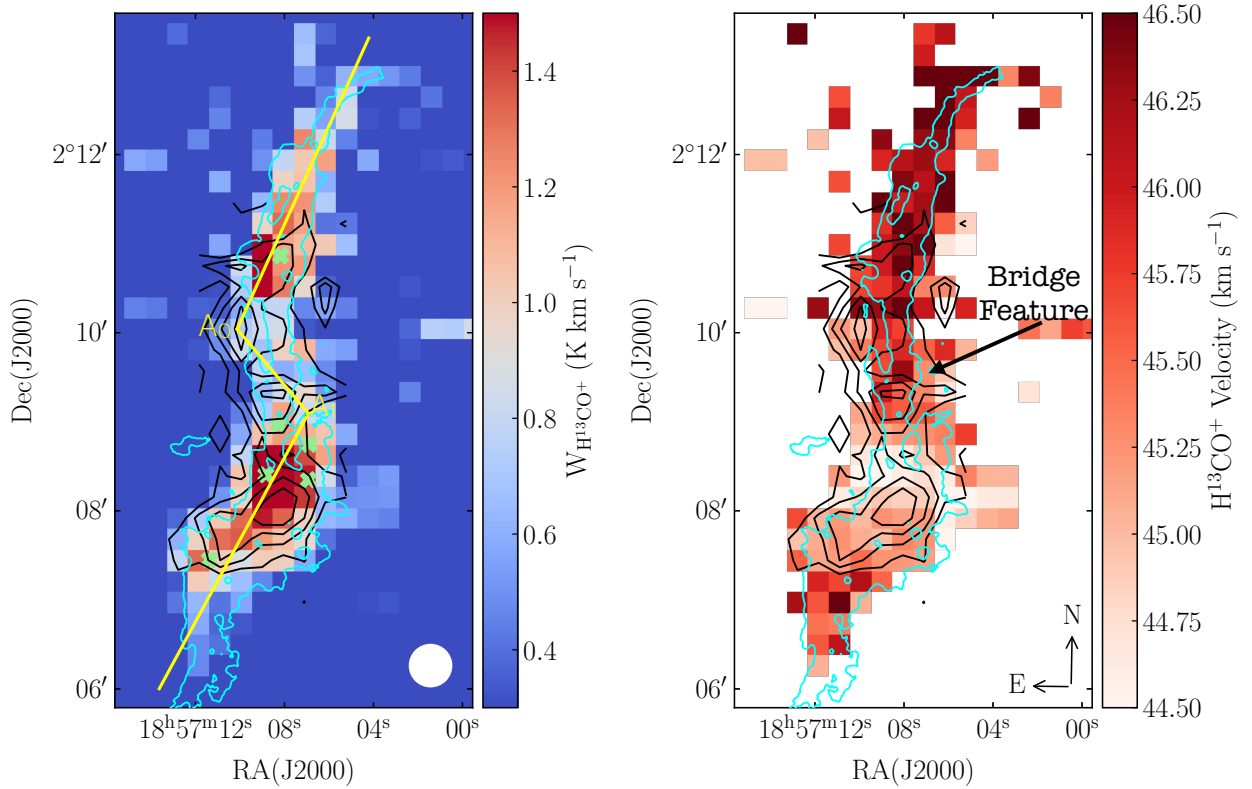 2°12′
10′
08′
06′
Dec(J2000)
18ʰ57ᵐ12ˢ
08ˢ
04ˢ
00ˢ
RA(J2000)
A
1.4
1.2
1.0
0.8
0.6
0.4
W_H¹³CO⁺ (K km s⁻¹)
2°12′
10′
08′
06′
Dec(J2000)
18ʰ57ᵐ12ˢ
08ˢ
04ˢ
00ˢ
RA(J2000)
Bridge
Feature
N
E
46.50
46.25
46.00
45.75
45.50
45.25
45.00
44.75
44.50
H¹³CO⁺ Velocity (km s⁻¹)